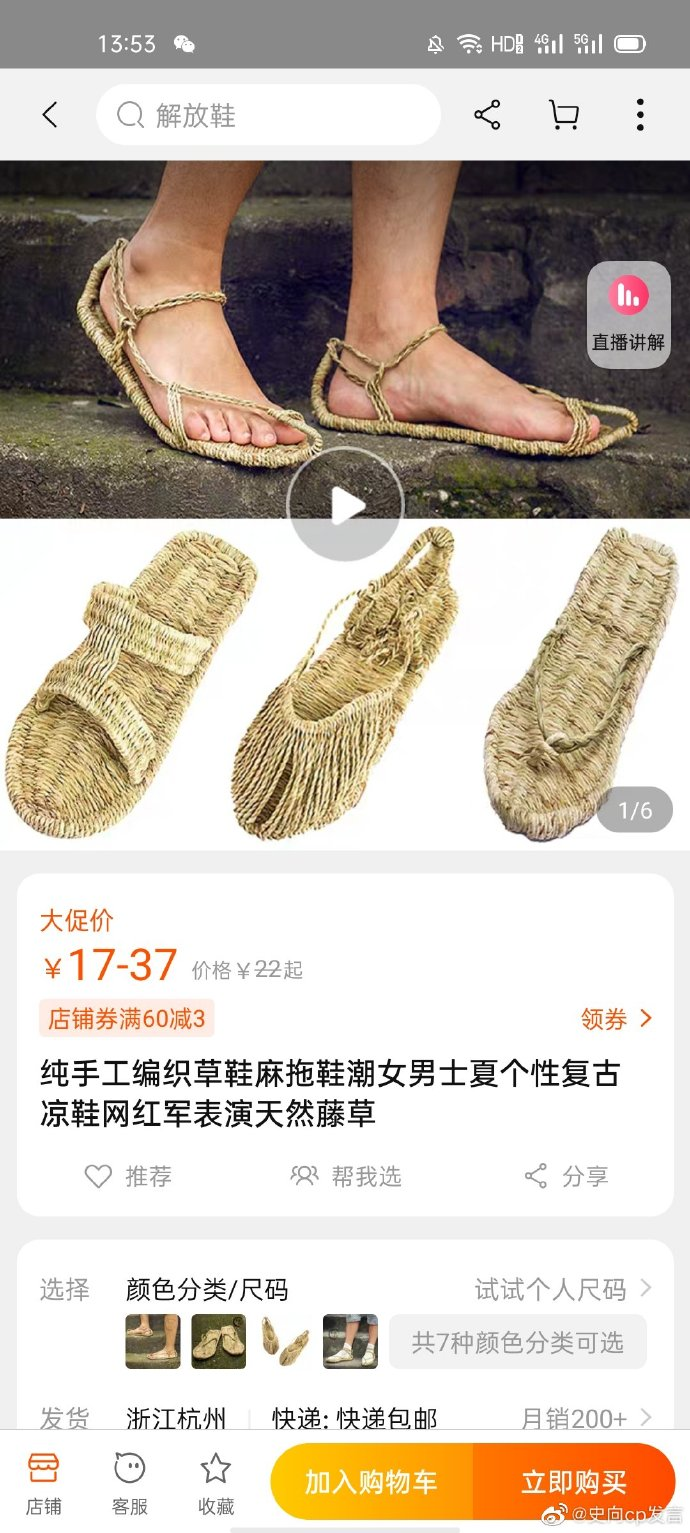 13:53
HD 1 2 4G 5G
解放鞋
直播讲解
1/6
大促价
￥17-37 价格￥22起
店铺券满60减3 领券
纯手工编织草鞋麻拖鞋潮女男士夏个性复古
凉鞋网红军表演天然藤草
推荐 帮我选 分享
选择 颜色分类/尺码 试试个人尺码
共7种颜色分类可选
发货 浙江杭州 快递: 快递包邮 月销200+
店铺 客服 收藏 加入购物车 立即购买
@史向cp发言